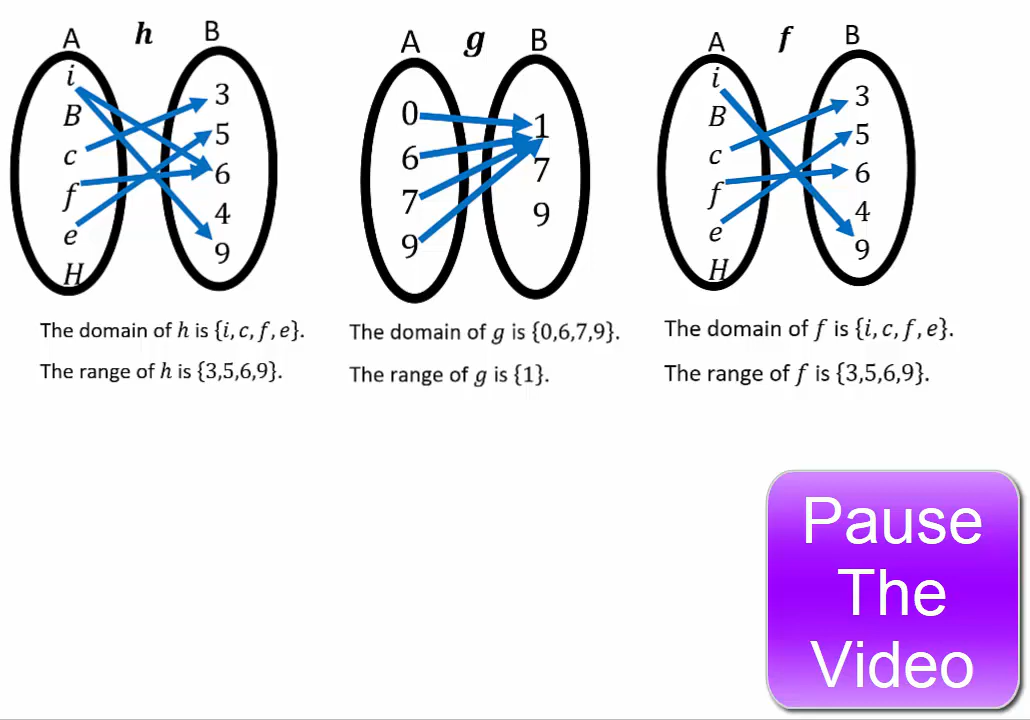 A h B
i
B
c
f
e
H
3
5
6
4
9
The domain of h is {i, c, f, e}.
The range of h is {3,5,6,9}.
A g B
0
6
7
9
1
7
9
The domain of g is {0,6,7,9}.
The range of g is {1}.
A f B
i
B
c
f
e
H
3
5
6
4
9
The domain of f is {i, c, f, e}.
The range of f is {3,5,6,9}.
Pause
The
Video